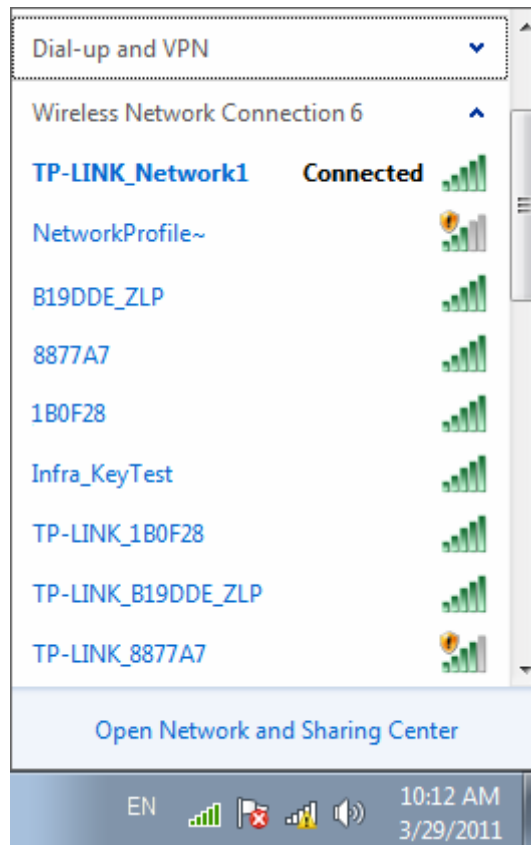 Dial-up and VPN
Wireless Network Connection 6
TP-LINK_Network1 Connected
NetworkProfile~
B19DDE_ZLP
8877A7
1B0F28
Infra_KeyTest
TP-LINK_1B0F28
TP-LINK_B19DDE_ZLP
TP-LINK_8877A7
Open Network and Sharing Center
EN 10:12 AM
3/29/2011